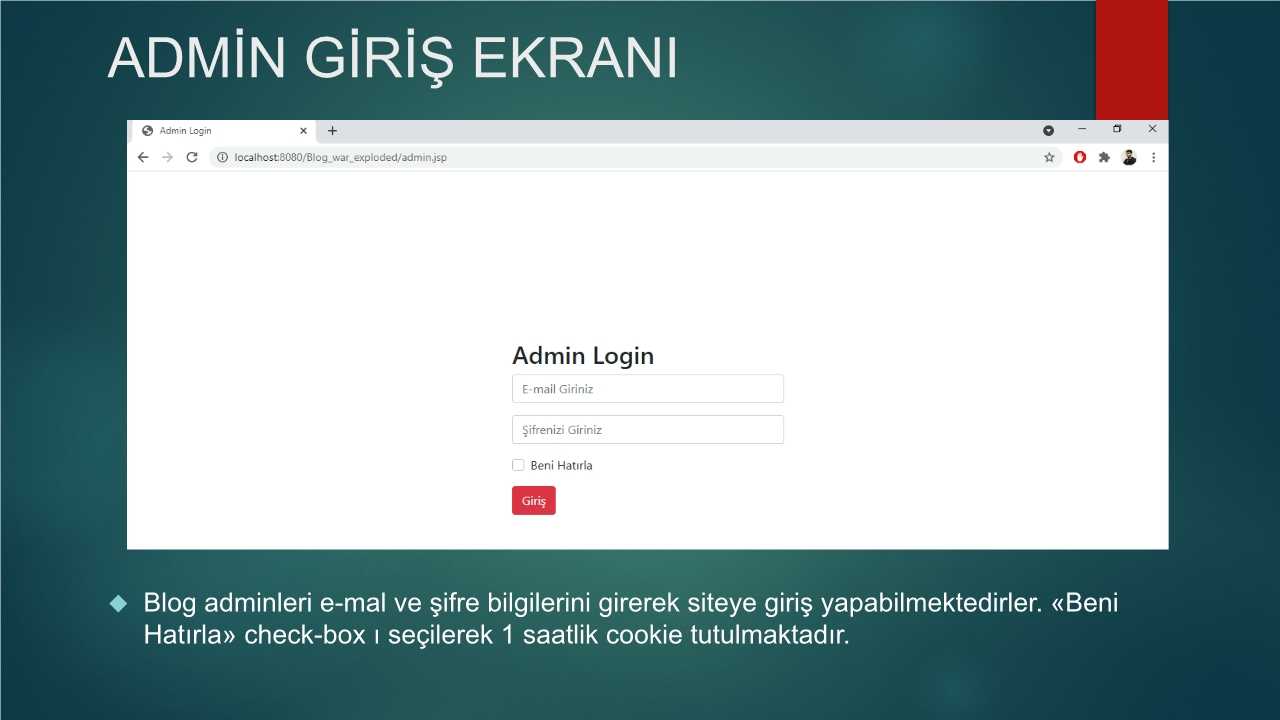 ADMİN GİRİŞ EKRANI
Admin Login
localhost:8080/Blog_war_exploded/admin.jsp
Admin Login
E-mail Giriniz
Şifrenizi Giriniz
Beni Hatırla
Giriş
Blog adminleri e-mal ve şifre bilgilerini girerek siteye giriş yapabilmektedirler. «Beni
Hatırla» check-box ı seçilerek 1 saatlik cookie tutulmaktadır.